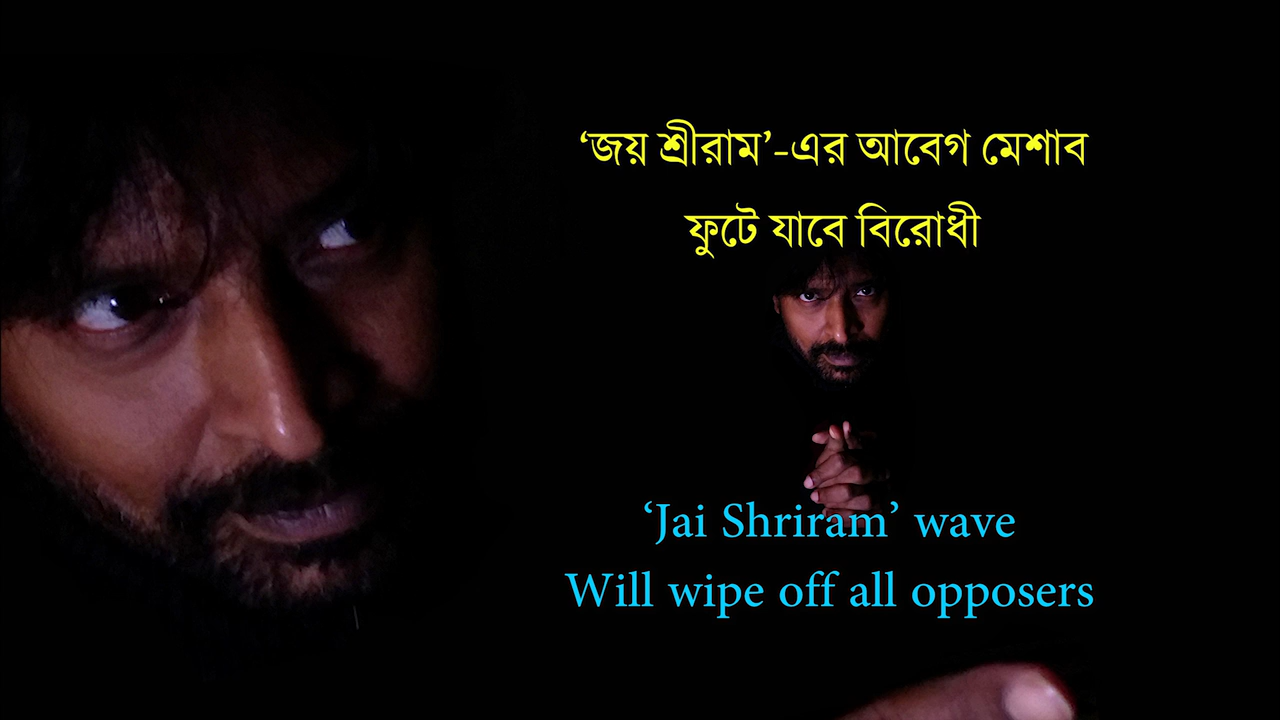 ‘জয় শ্রীরাম’-এর আবেগ মেশাব
ফুটে যাবে বিরোধী
‘Jai Shriram’ wave
Will wipe off all opposers